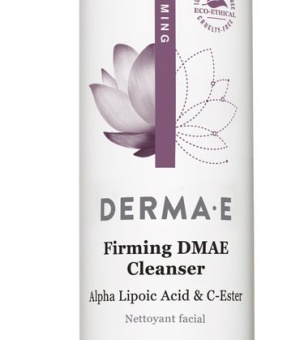 MING
ECO-ETHICAL
CRUELTY-FREE
DERMA·E
Firming DMAE
Cleanser
Alpha Lipoic Acid & C-Ester
Nettoyant facial